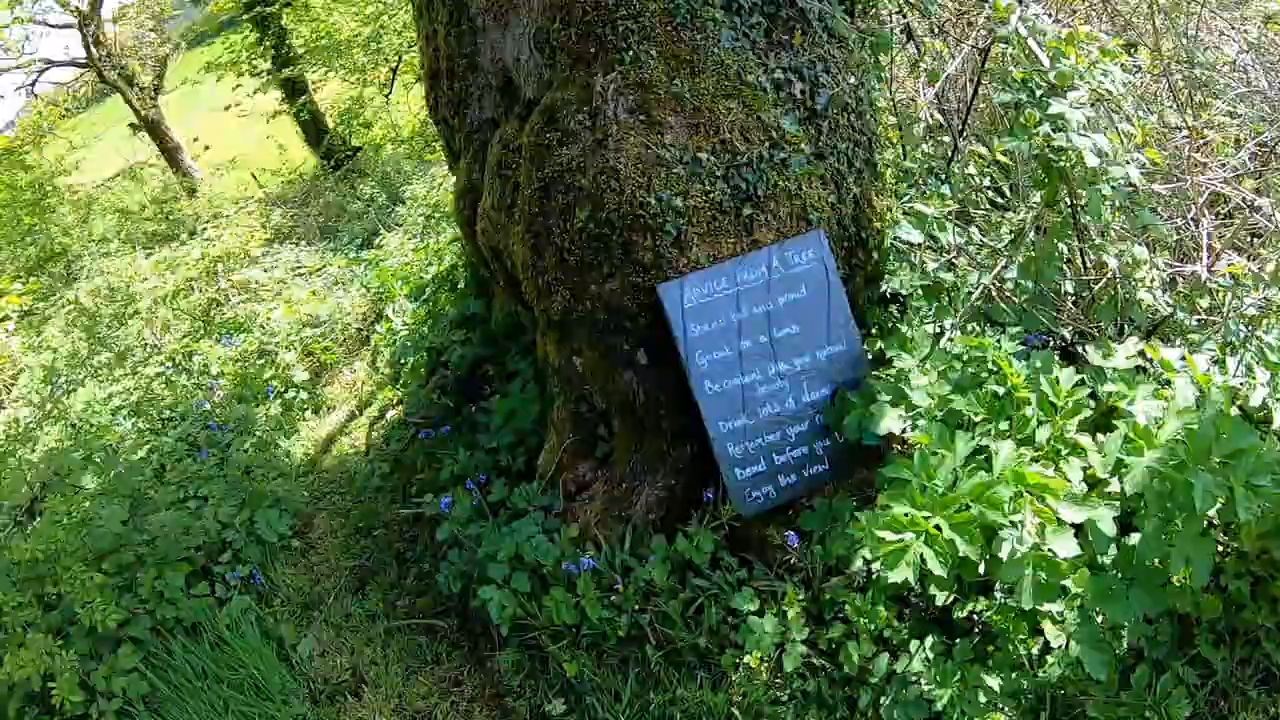 ADVICE FROM A TREE
Stand tall and proud
Go out on a limb
Be content with your natural
beauty
Drink lots of
Remember your
Bend before you
Enjoy the view